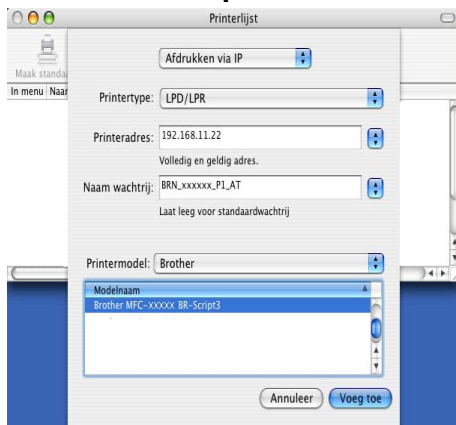 Printerlijst
Afdrukken via IP
Maak standa
In menu Naar
Printertype: LPD/LPR
Printeradres: 192.168.11.22
Volledig en geldig adres.
Naam wachtrij: BRN_xxxxxx_P1_AT
Laat leeg voor standaardwachtrij
Printermodel: Brother
Modelnaam
Brother MFC-XXXXX BR-Script3
Annuleer Voeg toe